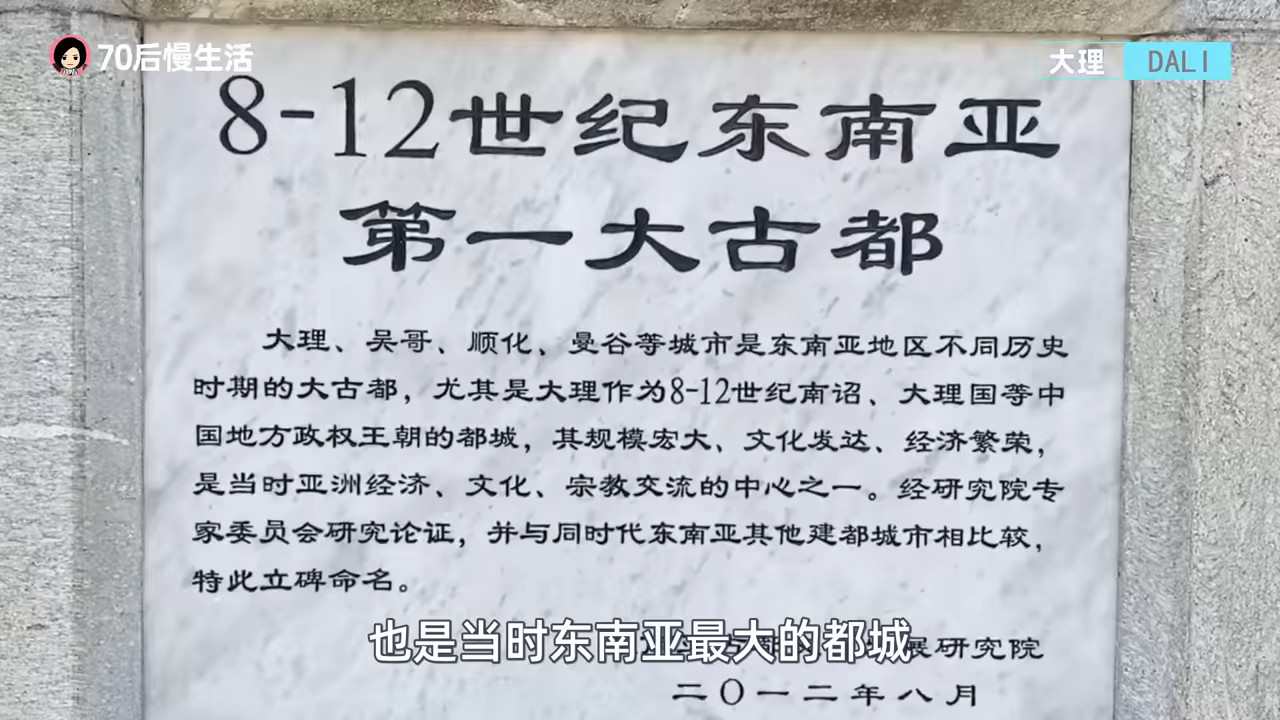 70后慢生活
大理 DALI
8-12世纪东南亚
第一大古都
大理、吴哥、顺化、曼谷等城市是东南亚地区不同历史
时期的大古都，尤其是大理作为8-12世纪南诏、大理国等中
国地方政权王朝的都城，其规模宏大、文化发达、经济繁荣，
是当时亚洲经济、文化、宗教交流的中心之一。经研究院专
家委员会研究论证，并与同时代东南亚其他建都城市相比较，
特此立碑命名。
也是当时东南亚最大的都城
展研究院
二〇一二年八月